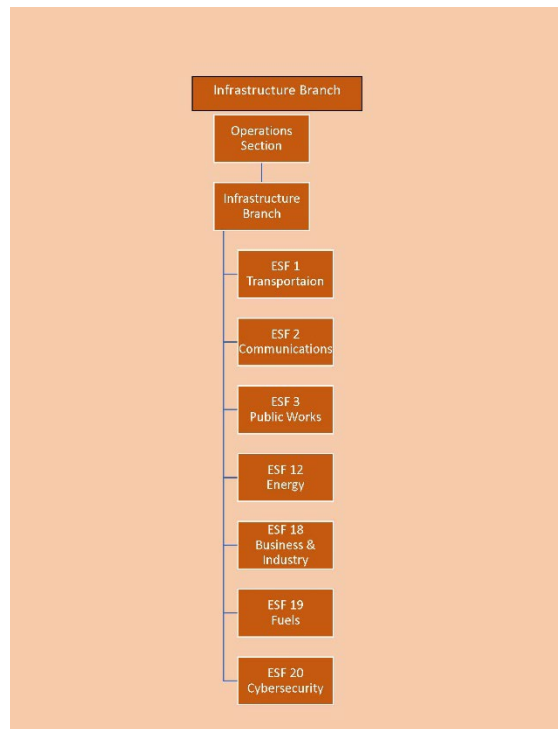 Infrastructure Branch
Operations
Section
Infrastructure
Branch
ESF 1
Transportaion
ESF 2
Communications
ESF 3
Public Works
ESF 12
Energy
ESF 18
Business &
Industry
ESF 19
Fuels
ESF 20
Cybersecurity